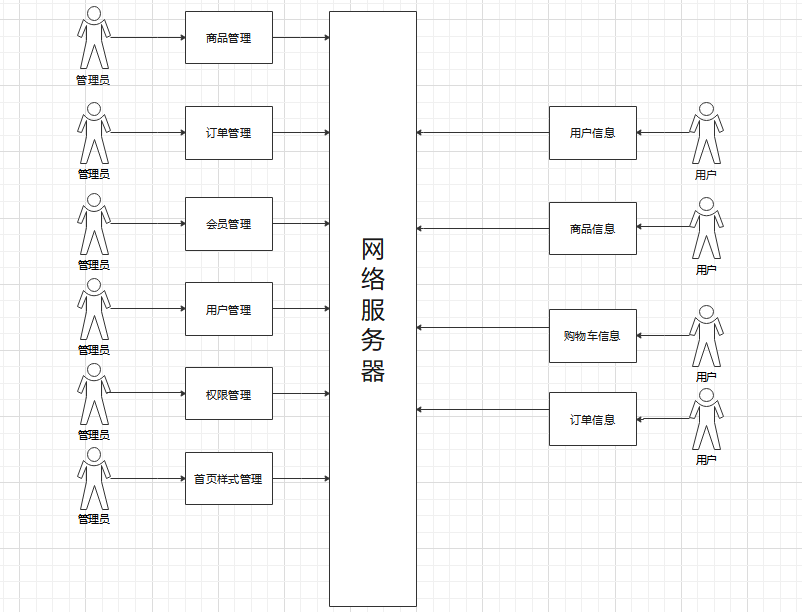 商品管理
管理员
订单管理
管理员
会员管理
管理员
用户管理
管理员
权限管理
管理员
首页样式管理
管理员
网
络
服
务
器
用户信息
用户
商品信息
用户
购物车信息
用户
订单信息
用户